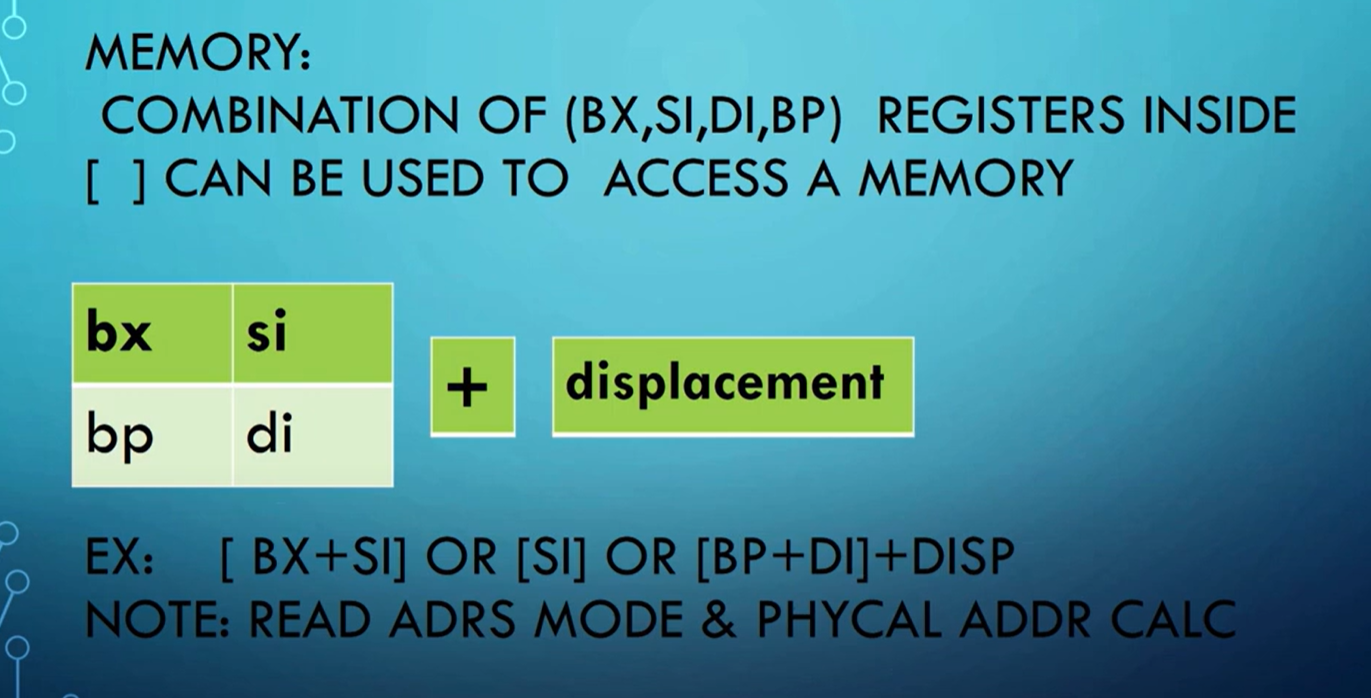 MEMORY:
COMBINATION OF (BX,SI,DI,BP) REGISTERS INSIDE
[ ] CAN BE USED TO ACCESS A MEMORY
bx si
bp di
+
displacement
EX: [ BX+SI] OR [SI] OR [BP+DI]+DISP
NOTE: READ ADRS MODE & PHYCAL ADDR CALC